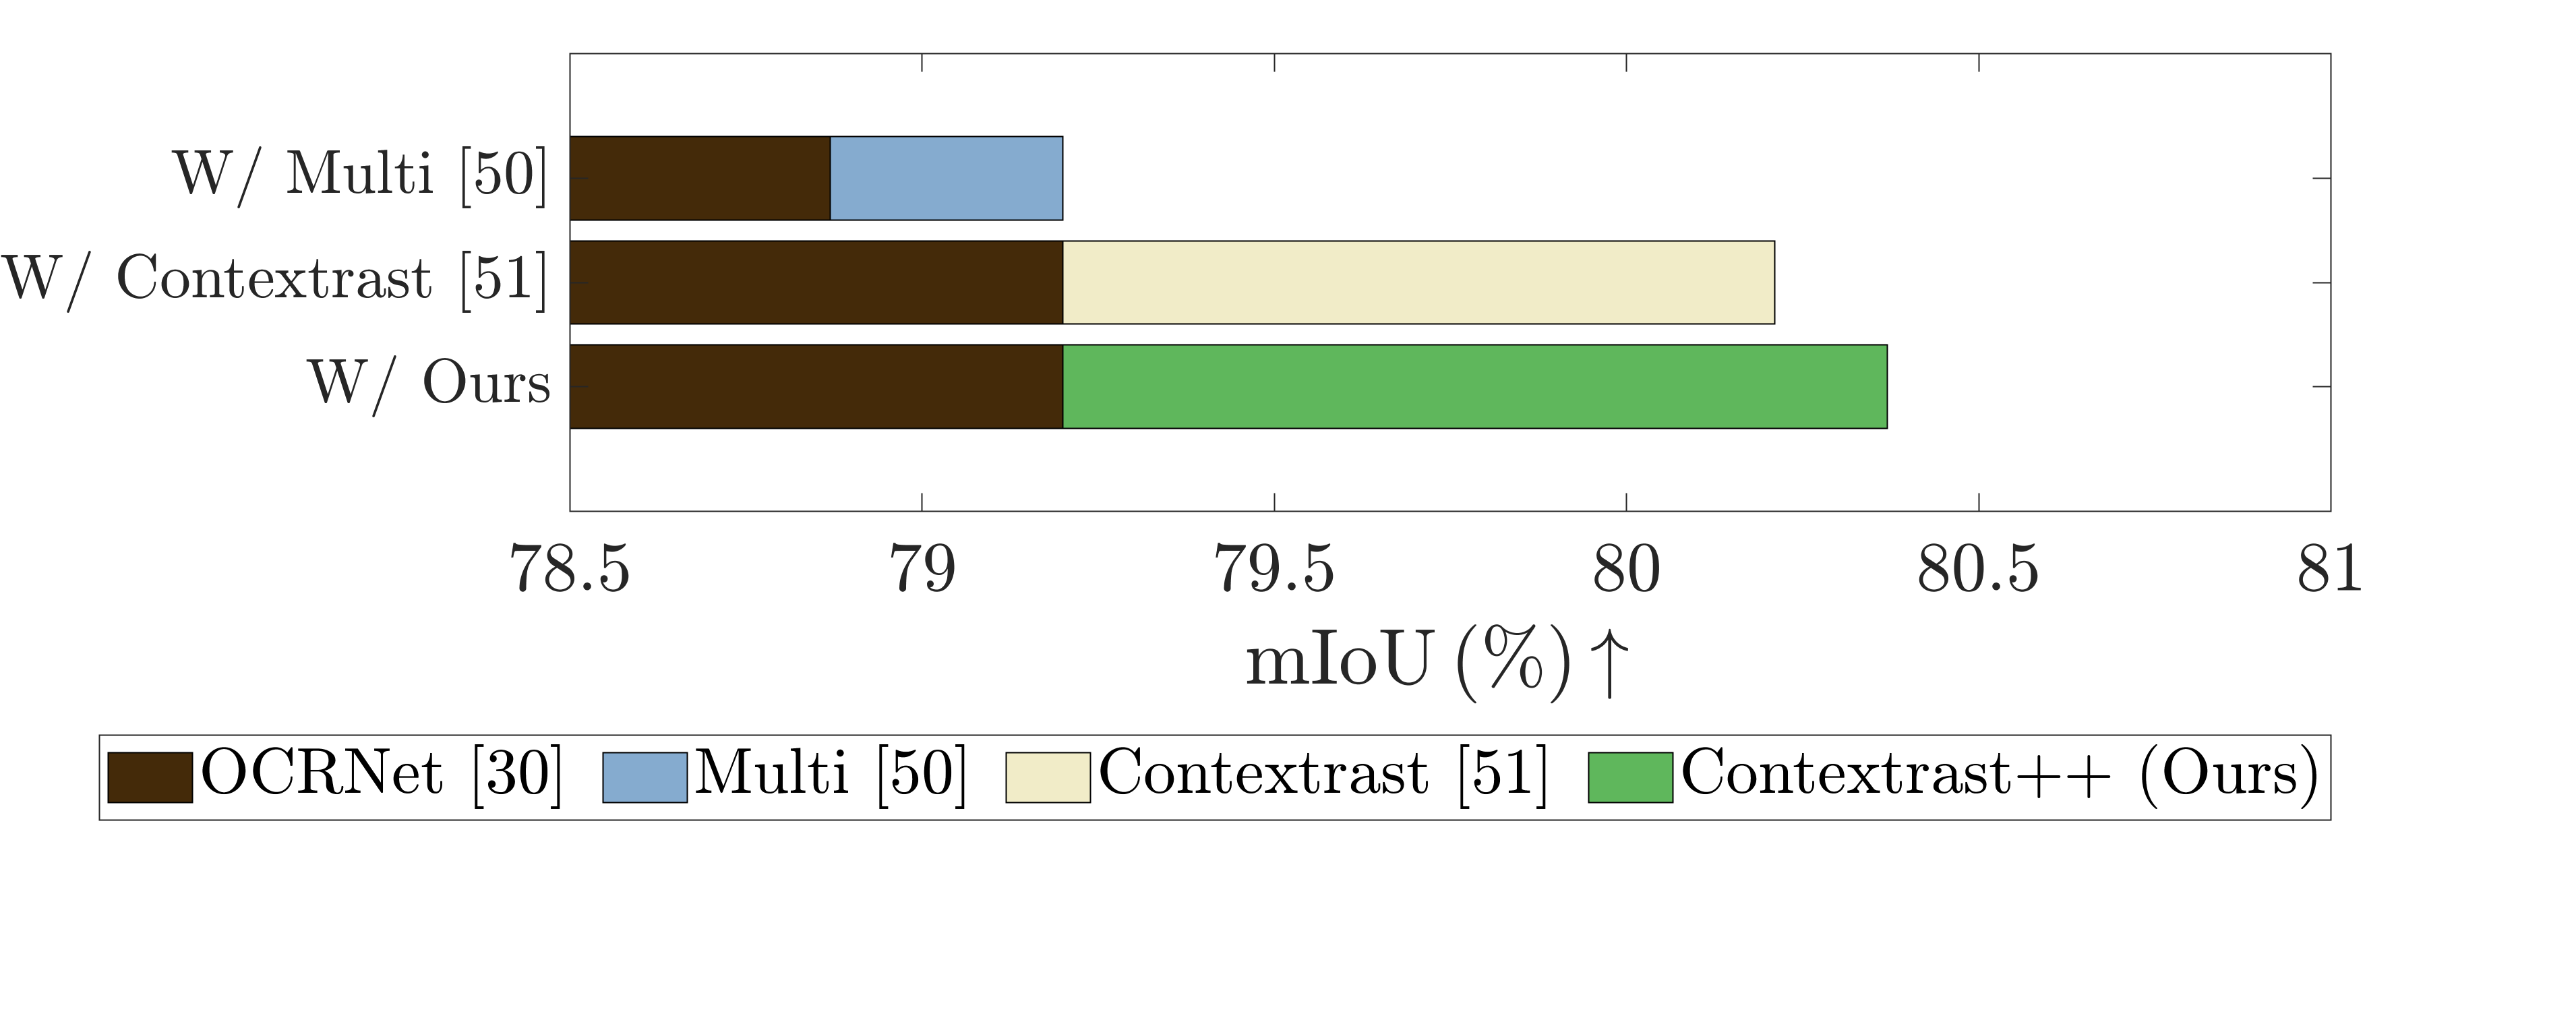 W/ Multi [50]
W/ Contextrast [51]
W/ Ours
78.5 79 79.5 80 80.5 81
mIoU (%) ↑
OCRNet [30] Multi [50] Contextrast [51] Contextrast++ (Ours)